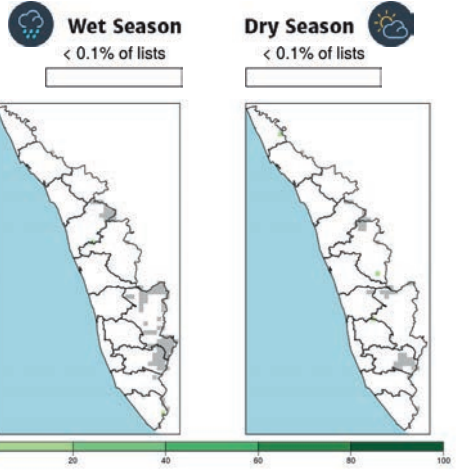 Wet Season
< 0.1% of lists
Dry Season
< 0.1% of lists
20 40 60 80 100